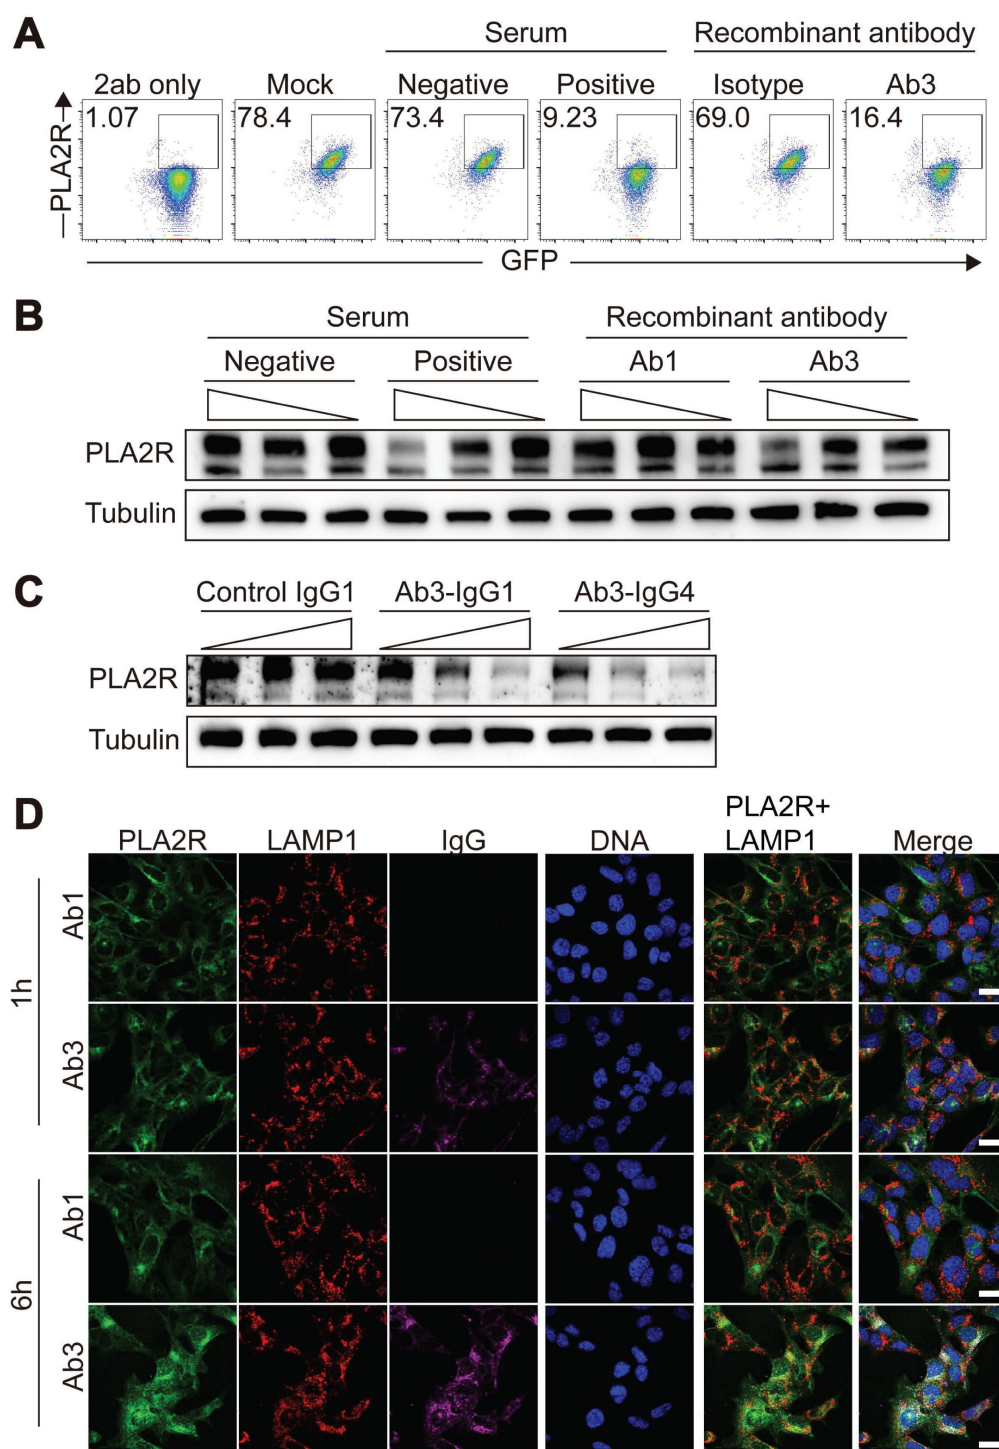 A
Serum
Recombinant antibody
2ab only
Mock
Negative
Positive
Isotype
Ab3
PLA2R
1.07
78.4
73.4
9.23
69.0
16.4
GFP
B
Serum
Recombinant antibody
Negative
Positive
Ab1
Ab3
PLA2R
Tubulin
C
Control IgG1
Ab3-IgG1
Ab3-IgG4
PLA2R
Tubulin
D
PLA2R
LAMP1
IgG
DNA
PLA2R+
LAMP1
Merge
1h
Ab1
Ab3
6h
Ab1
Ab3